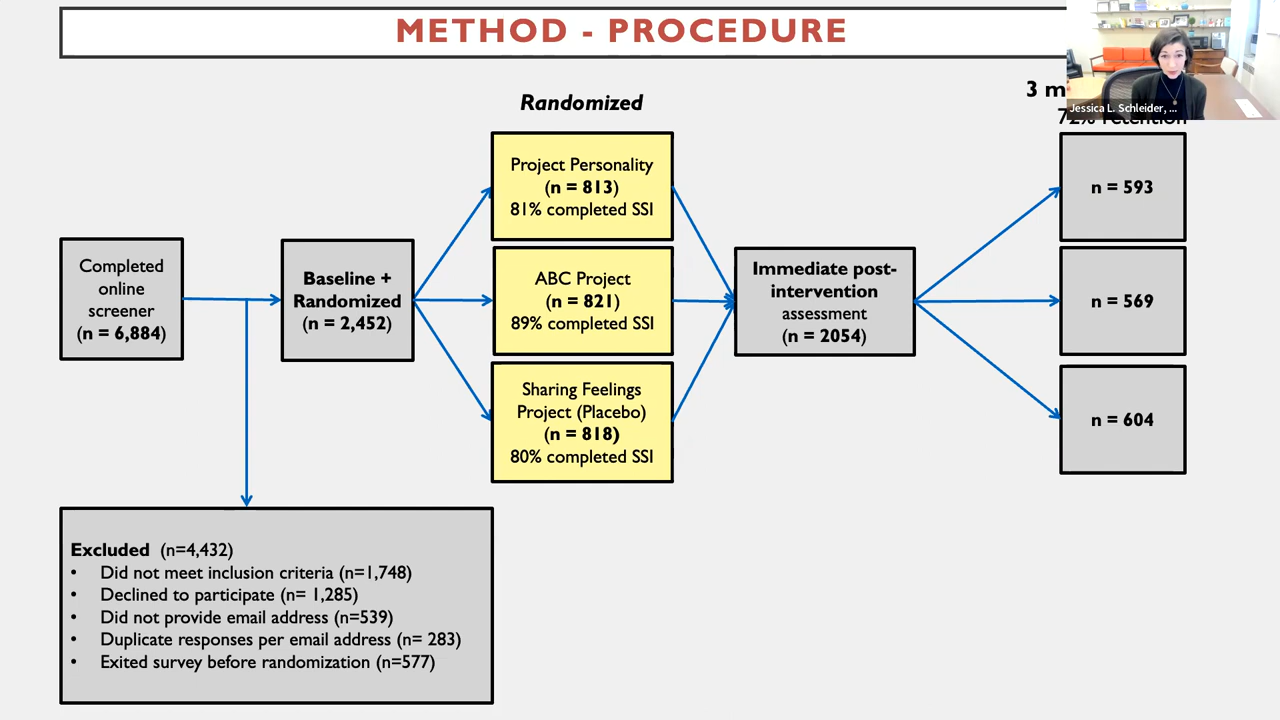 METHOD - PROCEDURE
Jessica L. Schleider, ...
Randomized
3 m
72% retention
Project Personality
(n = 813)
81% completed SSI
n = 593
Completed
online
screener
(n = 6,884)
Baseline +
Randomized
(n = 2,452)
ABC Project
(n = 821)
89% completed SSI
Immediate post-
intervention
assessment
(n = 2054)
n = 569
Sharing Feelings
Project (Placebo)
(n = 818)
80% completed SSI
n = 604
Excluded (n=4,432)
• Did not meet inclusion criteria (n=1,748)
• Declined to participate (n= 1,285)
• Did not provide email address (n=539)
• Duplicate responses per email address (n= 283)
• Exited survey before randomization (n=577)